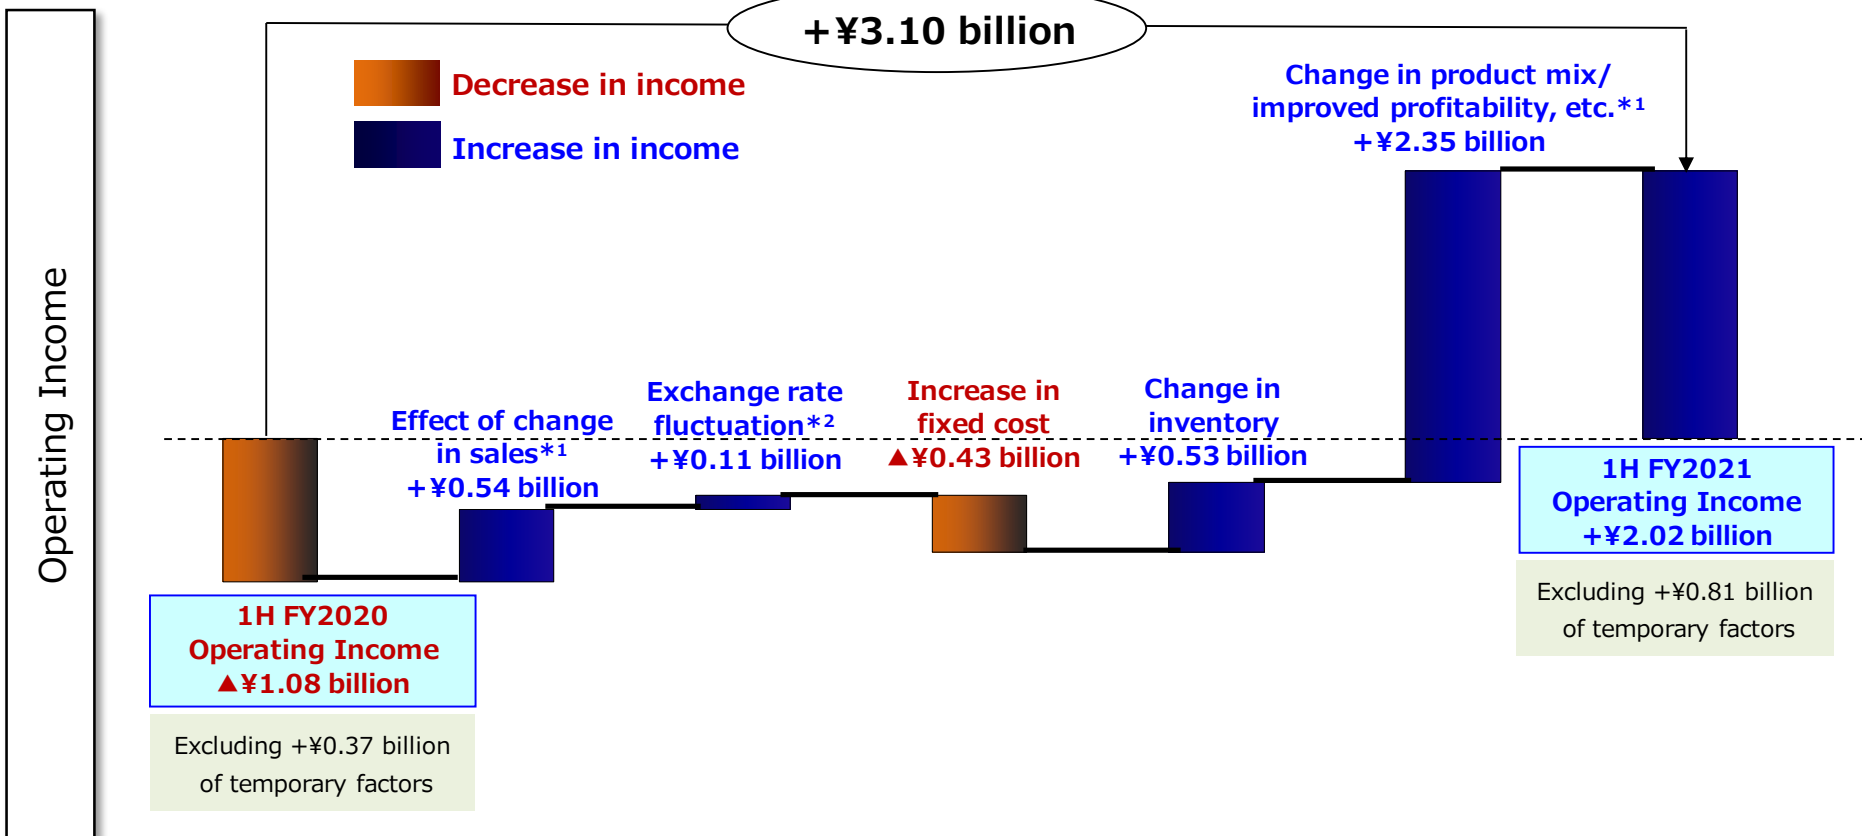 +¥3.10 billion
Decrease in income
Increase in income
Change in product mix/
improved profitability, etc.*1
+¥2.35 billion
Operating Income
Effect of change
in sales*1
+¥0.54 billion
Exchange rate
fluctuation*2
+¥0.11 billion
Increase in
fixed cost
▲¥0.43 billion
Change in
inventory
+¥0.53 billion
1H FY2021
Operating Income
+¥2.02 billion
Excluding +¥0.81 billion
of temporary factors
1H FY2020
Operating Income
▲¥1.08 billion
Excluding +¥0.37 billion
of temporary factors